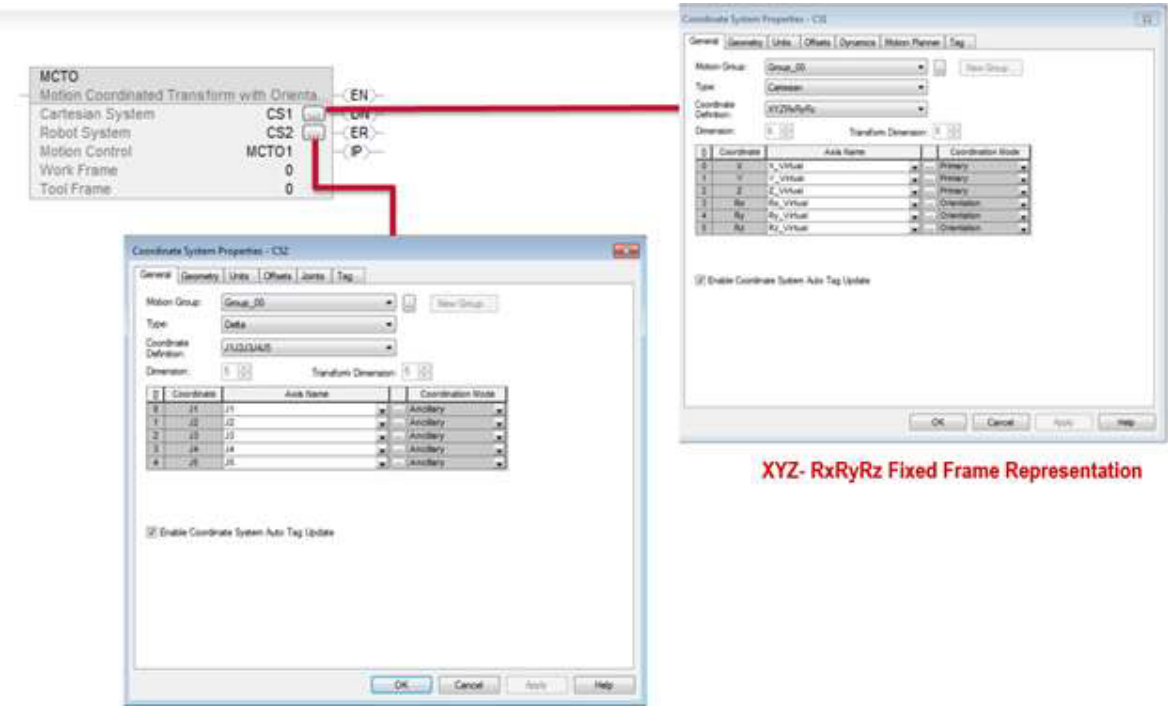 Coordinate System Properties - CS2
General Geometry Units Offsets Dynamics Motion Planner Tag
Motion Group: Group_00 New Group...
Type: Cartesian
Coordinate Definition: XYZRxRyRz
Dimension: 6 Transform Dimension: 6
[] Coordinate Axis Name Coordination Mode
0 X X_Virtual Primary
1 Y Y_Virtual Primary
2 Z Z_Virtual Primary
3 Rx Rx_Virtual Orientation
4 Ry Ry_Virtual Orientation
5 Rz Rz_Virtual Orientation
Enable Coordinate System Auto Tag Update
OK Cancel Apply Help
MCTO
Motion Coordinated Transform with Orienta...
Cartesian System CS1 ...
Robot System CS2 ...
Motion Control MCTO1
Work Frame 0
Tool Frame 0
EN
DN
ER
IP
Coordinate System Properties - CS2
General Geometry Units Offsets Joints Tag
Motion Group: Group_00 New Group...
Type: Delta
Coordinate Definition: J1J2J3J4J5
Dimension: 5 Transform Dimension: 5
[] Coordinate Axis Name Coordination Mode
0 J1 J1 Ancillary
1 J2 J2 Ancillary
2 J3 J3 Ancillary
3 J4 J4 Ancillary
4 J5 J5 Ancillary
Enable Coordinate System Auto Tag Update
OK Cancel Apply Help
XYZ- RxRyRz Fixed Frame Representation